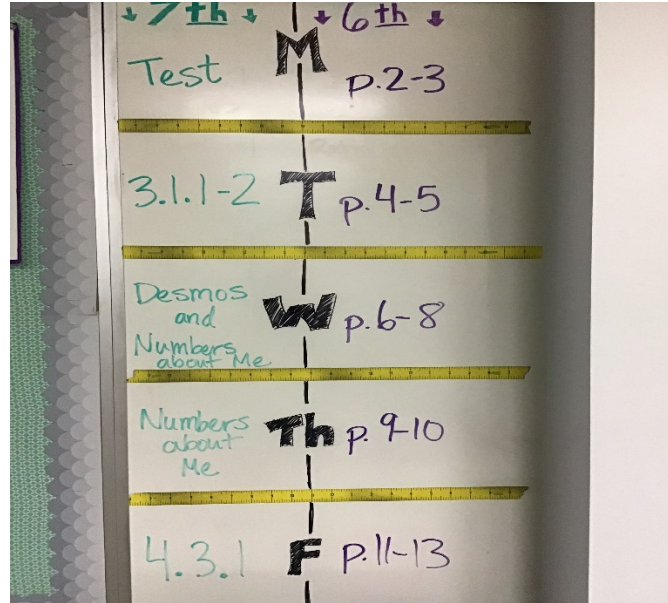 ↓ 7th ↓ ↓ 6th ↓
Test M p.2-3
3.1.1-2 T p.4-5
Desmos
and
Numbers
about Me W p.6-8
Numbers
about
Me Th p. 9-10
4.3.1 F p.11-13